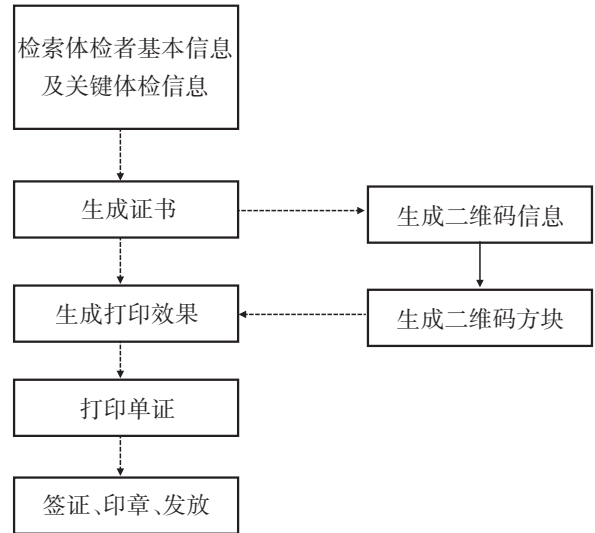 检索体检者基本信息
及关键体检信息
生成证书
生成二维码信息
生成打印效果
生成二维码方块
打印单证
签证、印章、发放